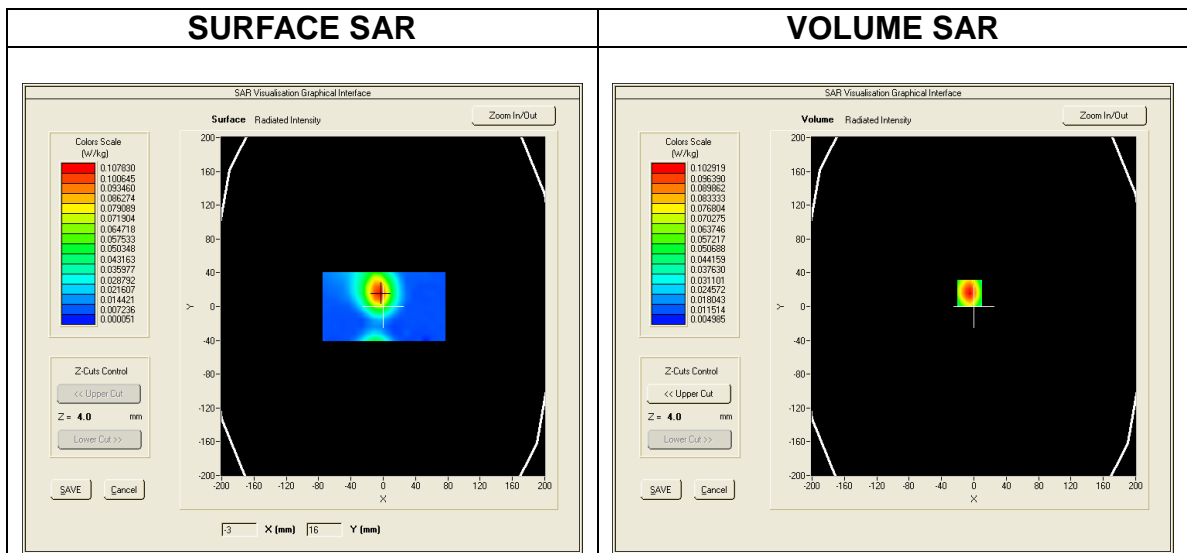 SURFACE SAR
VOLUME SAR
SAR Visualisation Graphical Interface
Surface Radiated Intensity
Zoom In/Out
Colors Scale
(W/kg)
0.107830
0.100645
0.093460
0.086274
0.079089
0.071904
0.064718
0.057533
0.050348
0.043163
0.035977
0.028792
0.021607
0.014421
0.007236
0.000051
200
160
120
80
40
0
-40
-80
-120
-160
-200
Y
-200 -160 -120 -80 -40 0 40 80 120 160 200
X
Z-Cuts Control
<< Upper Cut
Z = 4.0 mm
Lower Cut >>
SAVE Cancel
-3 X (mm) 16 Y (mm)
SAR Visualisation Graphical Interface
Volume Radiated Intensity
Zoom In/Out
Colors Scale
(W/kg)
0.102919
0.096390
0.089862
0.083333
0.076804
0.070275
0.063746
0.057217
0.050688
0.044159
0.037630
0.031101
0.024572
0.018043
0.011514
0.004985
200
160
120
80
40
0
-40
-80
-120
-160
-200
Y
-200 -160 -120 -80 -40 0 40 80 120 160 200
X
Z-Cuts Control
<< Upper Cut
Z = 4.0 mm
Lower Cut >>
SAVE Cancel